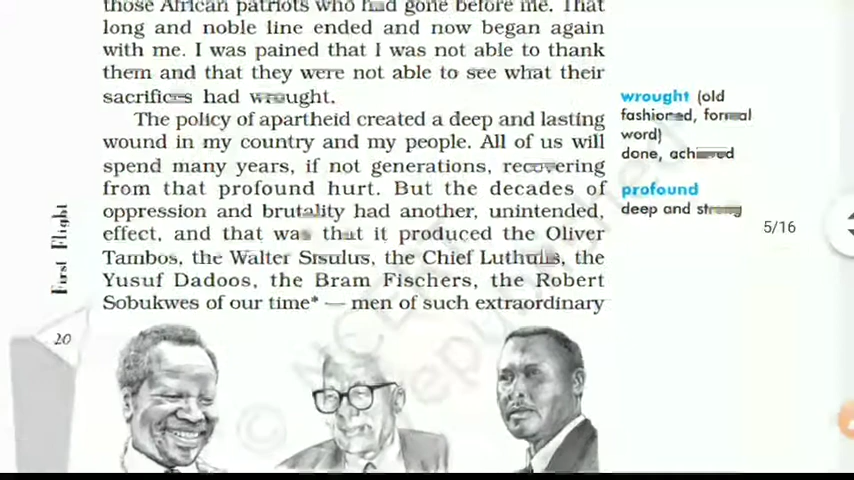 those African patriots who had gone before me. That
long and noble line ended and now began again
with me. I was pained that I was not able to thank
them and that they were not able to see what their
sacrifices had wrought.
The policy of apartheid created a deep and lasting
wound in my country and my people. All of us will
spend many years, if not generations, recovering
from that profound hurt. But the decades of
oppression and brutality had another, unintended,
effect, and that was that it produced the Oliver
Tambos, the Walter Sisulus, the Chief Luthulis, the
Yusuf Dadoos, the Bram Fischers, the Robert
Sobukwes of our time* — men of such extraordinary
wrought (old
fashioned, formal
word)
done, achieved
profound
deep and strong
5/16
First Flight
20
© NCERT
republished